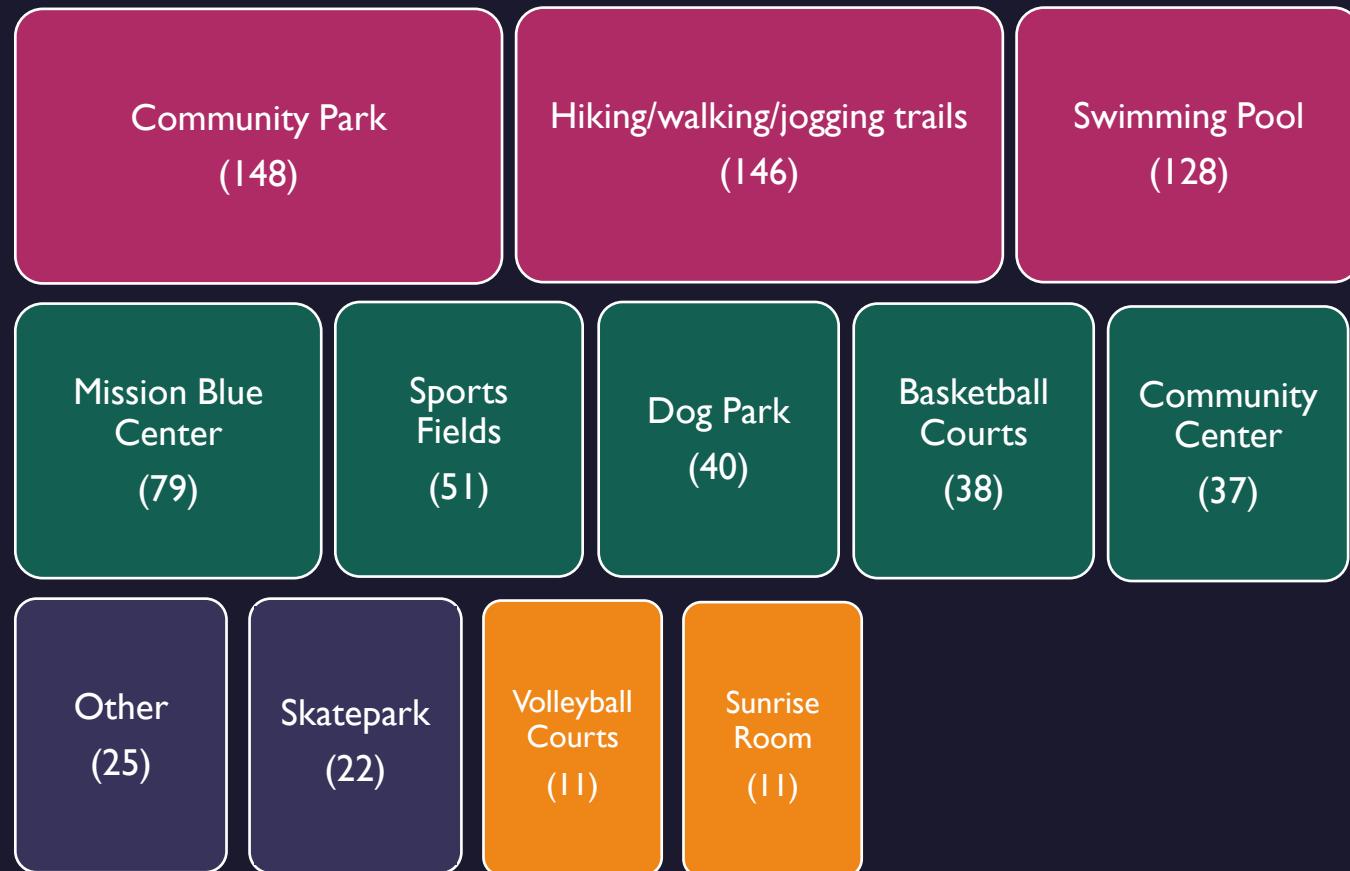 Community Park
(148)
Hiking/walking/jogging trails
(146)
Swimming Pool
(128)
Mission Blue
Center
(79)
Sports
Fields
(51)
Dog Park
(40)
Basketball
Courts
(38)
Community
Center
(37)
Other
(25)
Skatepark
(22)
Volleyball
Courts
(11)
Sunrise
Room
(11)